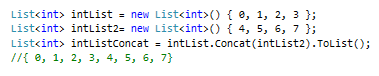 List<int> intList = new List<int>() { 0, 1, 2, 3 };
List<int> intList2= new List<int>() { 4, 5, 6, 7 };
List<int> intListConcat = intList.Concat(intList2).ToList();
//{ 0, 1, 2, 3, 4, 5, 6, 7}